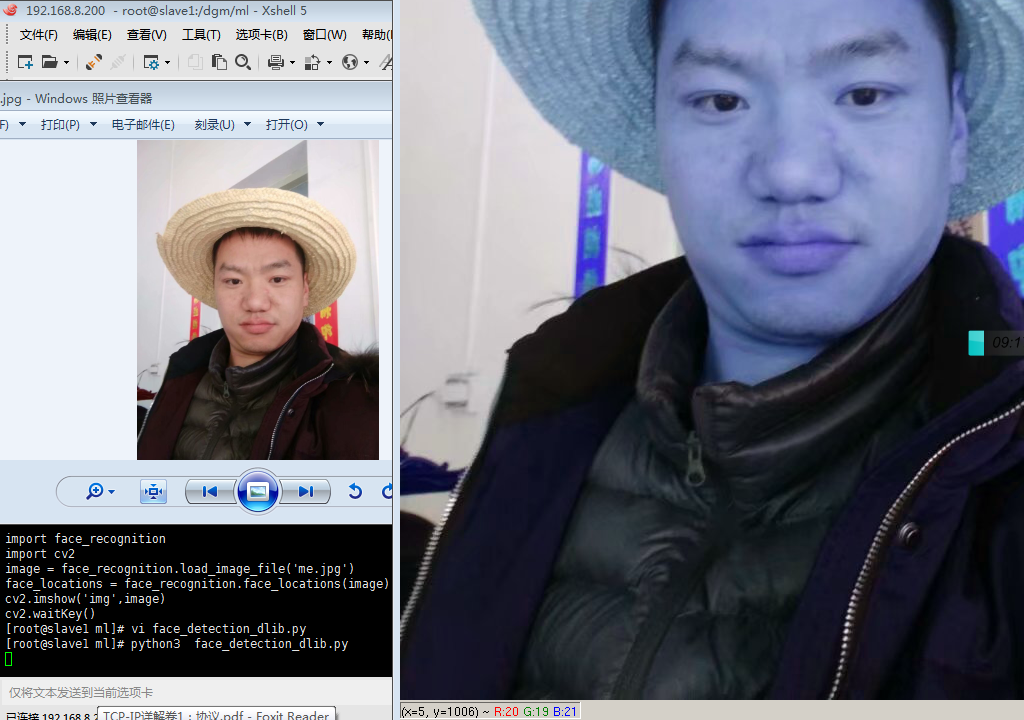 192.168.8.200 - root@slave1:/dgm/ml - Xshell 5
文件(F) 编辑(E) 查看(V) 工具(T) 选项卡(B) 窗口(W) 帮助(
.jpg - Windows 照片查看器
F) 打印(P) 电子邮件(E) 刻录(U) 打开(O)
import face_recognition
import cv2
image = face_recognition.load_image_file('me.jpg')
face_locations = face_recognition.face_locations(image)
cv2.imshow('img',image)
cv2.waitKey()
[root@slave1 ml]# vi face_detection_dlib.py
[root@slave1 ml]# python3  face_detection_dlib.py
仅将文本发送到当前选项卡
已连接 192.168.8.2
TCP-IP详解卷1：协议.pdf - Foxit Reader
09:1
(x=5, y=1006) ~ R:20 G:19 B:21